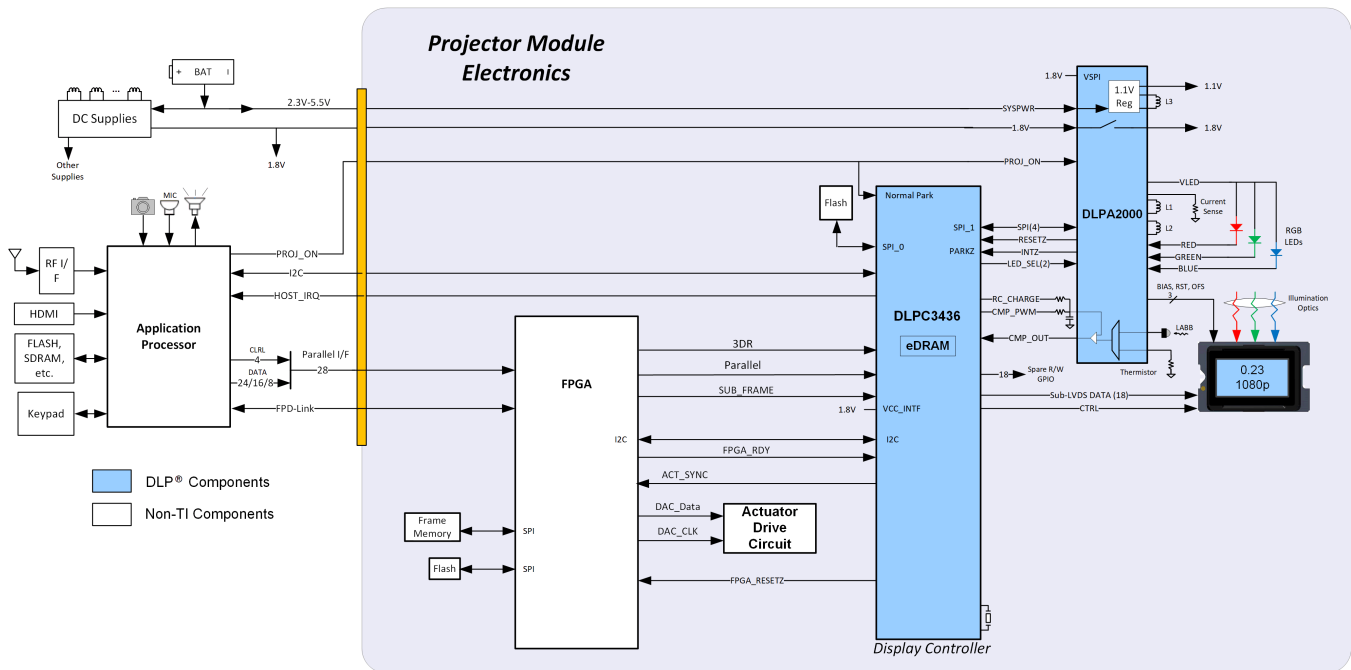 Projector Module
Electronics
+ BAT −
DC Supplies
2.3V-5.5V
SYSPWR
1.8V
VSPI
1.1V
Reg
1.1V
L3
Other
Supplies
1.8V
1.8V
1.8V
PROJ_ON
MIC
Flash
Normal Park
DLPA2000
VLED
L1
Current
Sense
L2
RGB
LEDs
SPI_0
SPI_1
SPI(4)
RESETZ
PARKZ
INTZ
LED_SEL(2)
RED
GREEN
BLUE
RF I/
F
PROJ_ON
I2C
HOST_IRQ
HDMI
Application
Processor
FLASH,
SDRAM,
etc.
Keypad
CLRL
4
DATA
24/16/8
Parallel I/F
28
FPD-Link
DLPC3436
eDRAM
RC_CHARGE
CMP_PWM
CMP_OUT
BIAS, RST, OFS
3
LABB
Thermistor
Illumination
Optics
0.23
1080p
18
Spare R/W
GPIO
Sub-LVDS DATA (18)
CTRL
FPGA
3DR
Parallel
SUB_FRAME
1.8V
VCC_INTF
I2C
I2C
FPGA_RDY
ACT_SYNC
DAC_Data
DAC_CLK
Actuator
Drive
Circuit
Frame
Memory
SPI
Flash
SPI
FPGA_RESETZ
Display Controller
DLP® Components
Non-TI Components